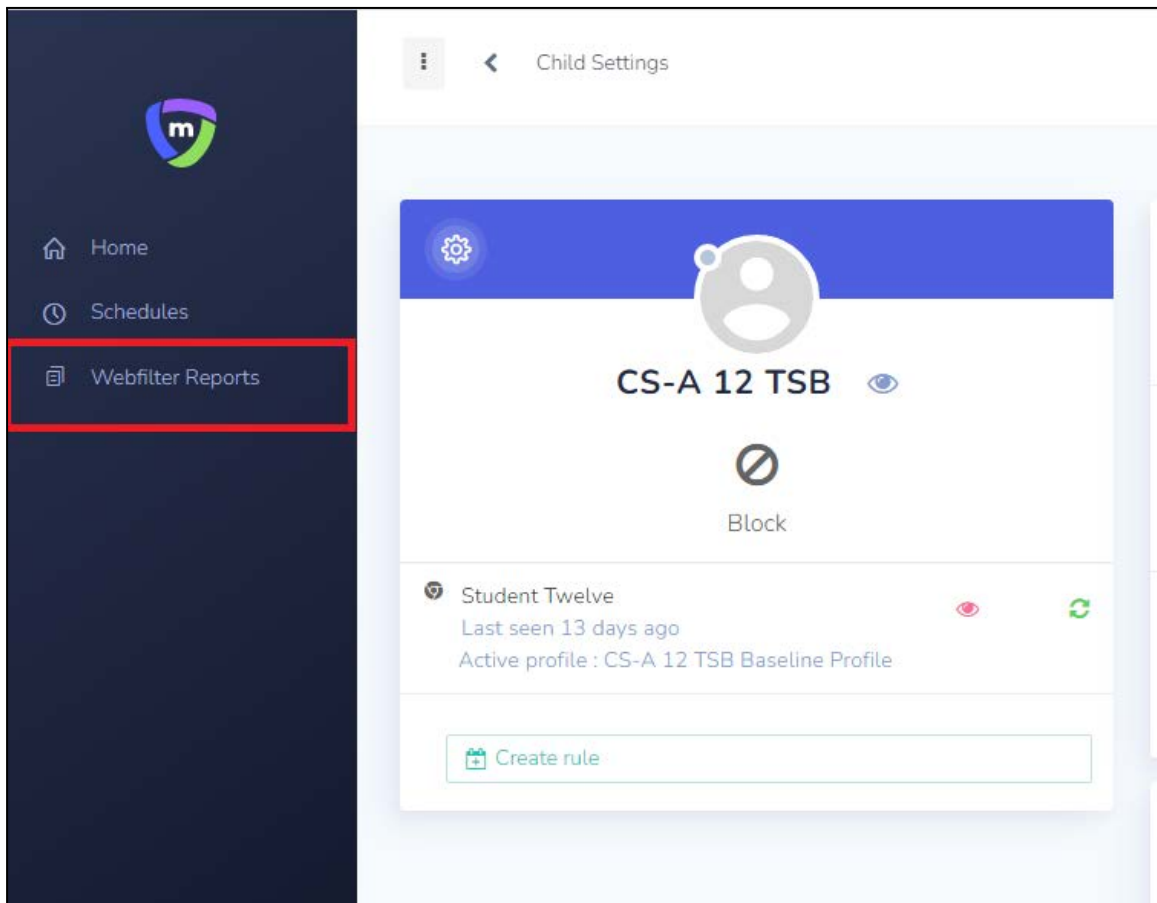 m
Home
Schedules
Webfilter Reports
Child Settings
CS-A 12 TSB
Block
Student Twelve
Last seen 13 days ago
Active profile : CS-A 12 TSB Baseline Profile
Create rule